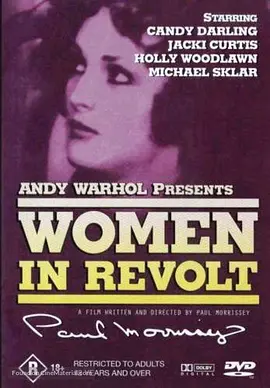 STARRING
CANDY DARLING
JACKI CURTIS
HOLLY WOODLAWN
MICHAEL SKLAR
ANDY WARHOL PRESENTS
WOMEN
IN REVOLT
A FILM WRITTEN AND DIRECTED BY PAUL MORRISSEY
Paul Morrissey
R 18+
RESTRICTED TO ADULTS
18 YEARS AND OVER
DOLBY
DIGITAL
DVD